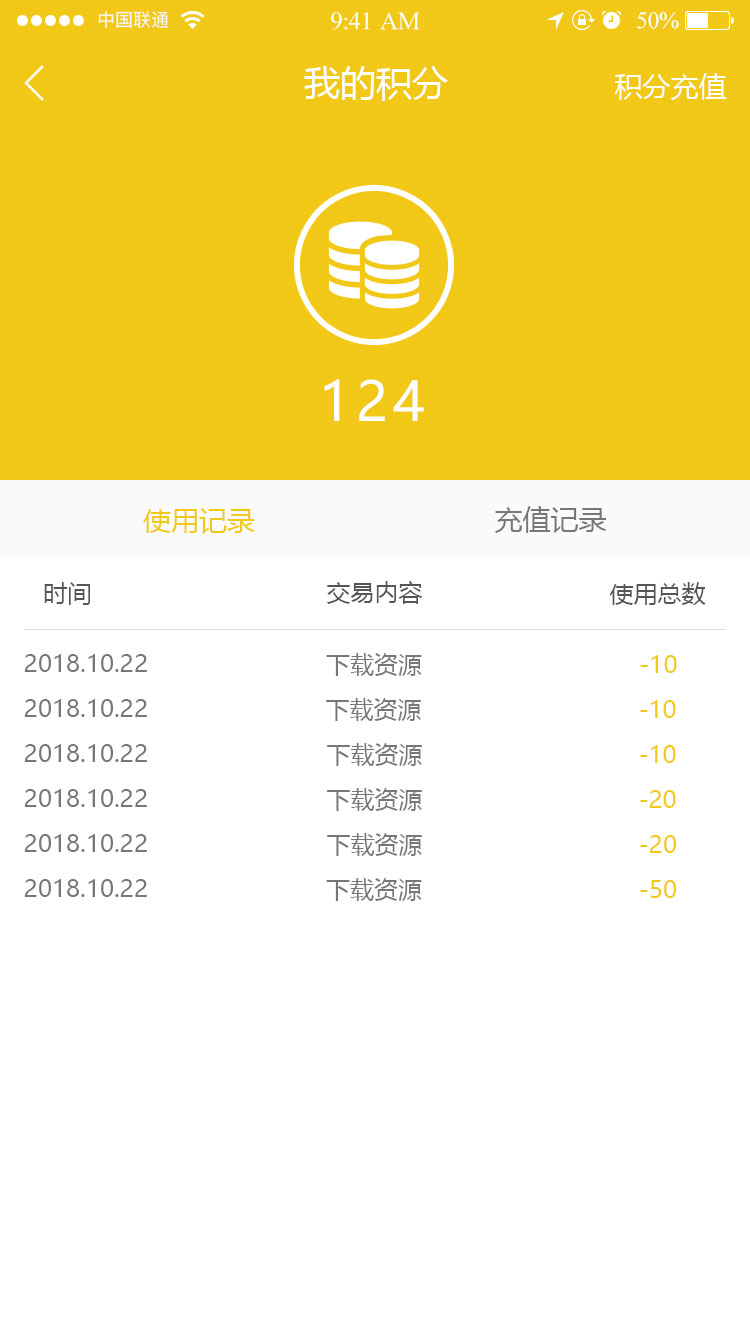 中国联通 9:41 AM 50%
我的积分 积分充值
124
使用记录 充值记录
时间 交易内容 使用总数
2018.10.22 下载资源 -10
2018.10.22 下载资源 -10
2018.10.22 下载资源 -10
2018.10.22 下载资源 -20
2018.10.22 下载资源 -20
2018.10.22 下载资源 -50